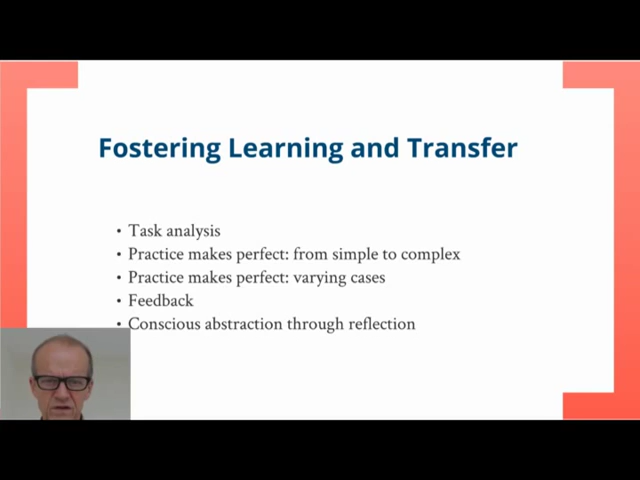 Fostering Learning and Transfer
• Task analysis
• Practice makes perfect: from simple to complex
• Practice makes perfect: varying cases
• Feedback
• Conscious abstraction through reflection